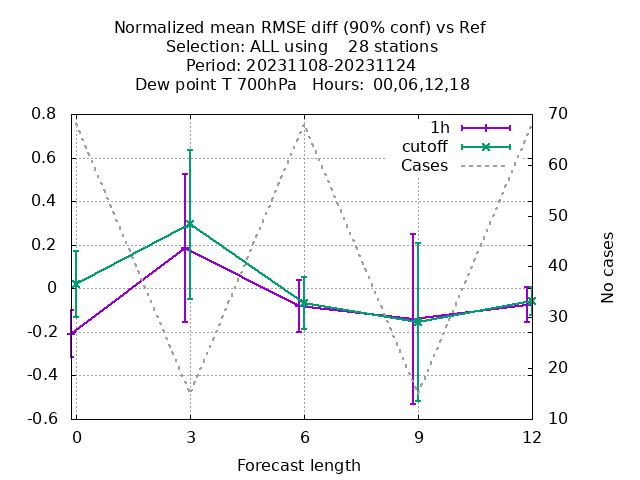 Normalized mean RMSE diff (90% conf) vs Ref
Selection: ALL using    28 stations
Period: 20231108-20231124
Dew point T 700hPa   Hours: 00,06,12,18
0.8
0.6
0.4
0.2
0
-0.2
-0.4
-0.6
70
60
50
40
30
20
10
1h
cutoff
Cases
No cases
0 3 6 9 12
Forecast length